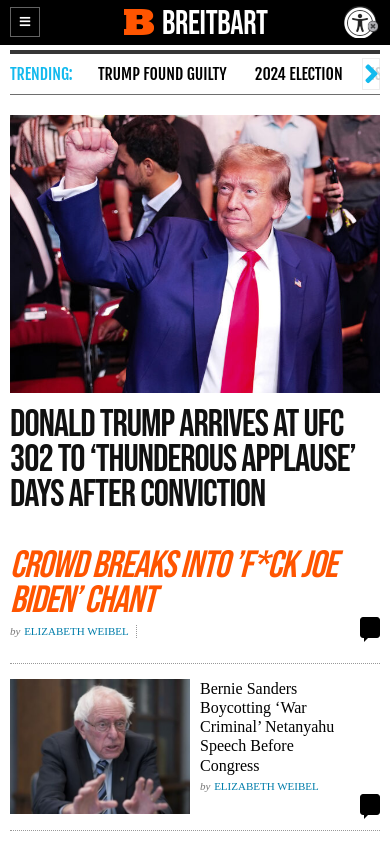 BREITBART
TRENDING: TRUMP FOUND GUILTY 2024 ELECTION
DONALD TRUMP ARRIVES AT UFC
302 TO ‘THUNDEROUS APPLAUSE’
DAYS AFTER CONVICTION
CROWD BREAKS INTO ’F*CK JOE
BIDEN’ CHANT
by ELIZABETH WEIBEL
Bernie Sanders
Boycotting ‘War
Criminal’ Netanyahu
Speech Before
Congress
by ELIZABETH WEIBEL